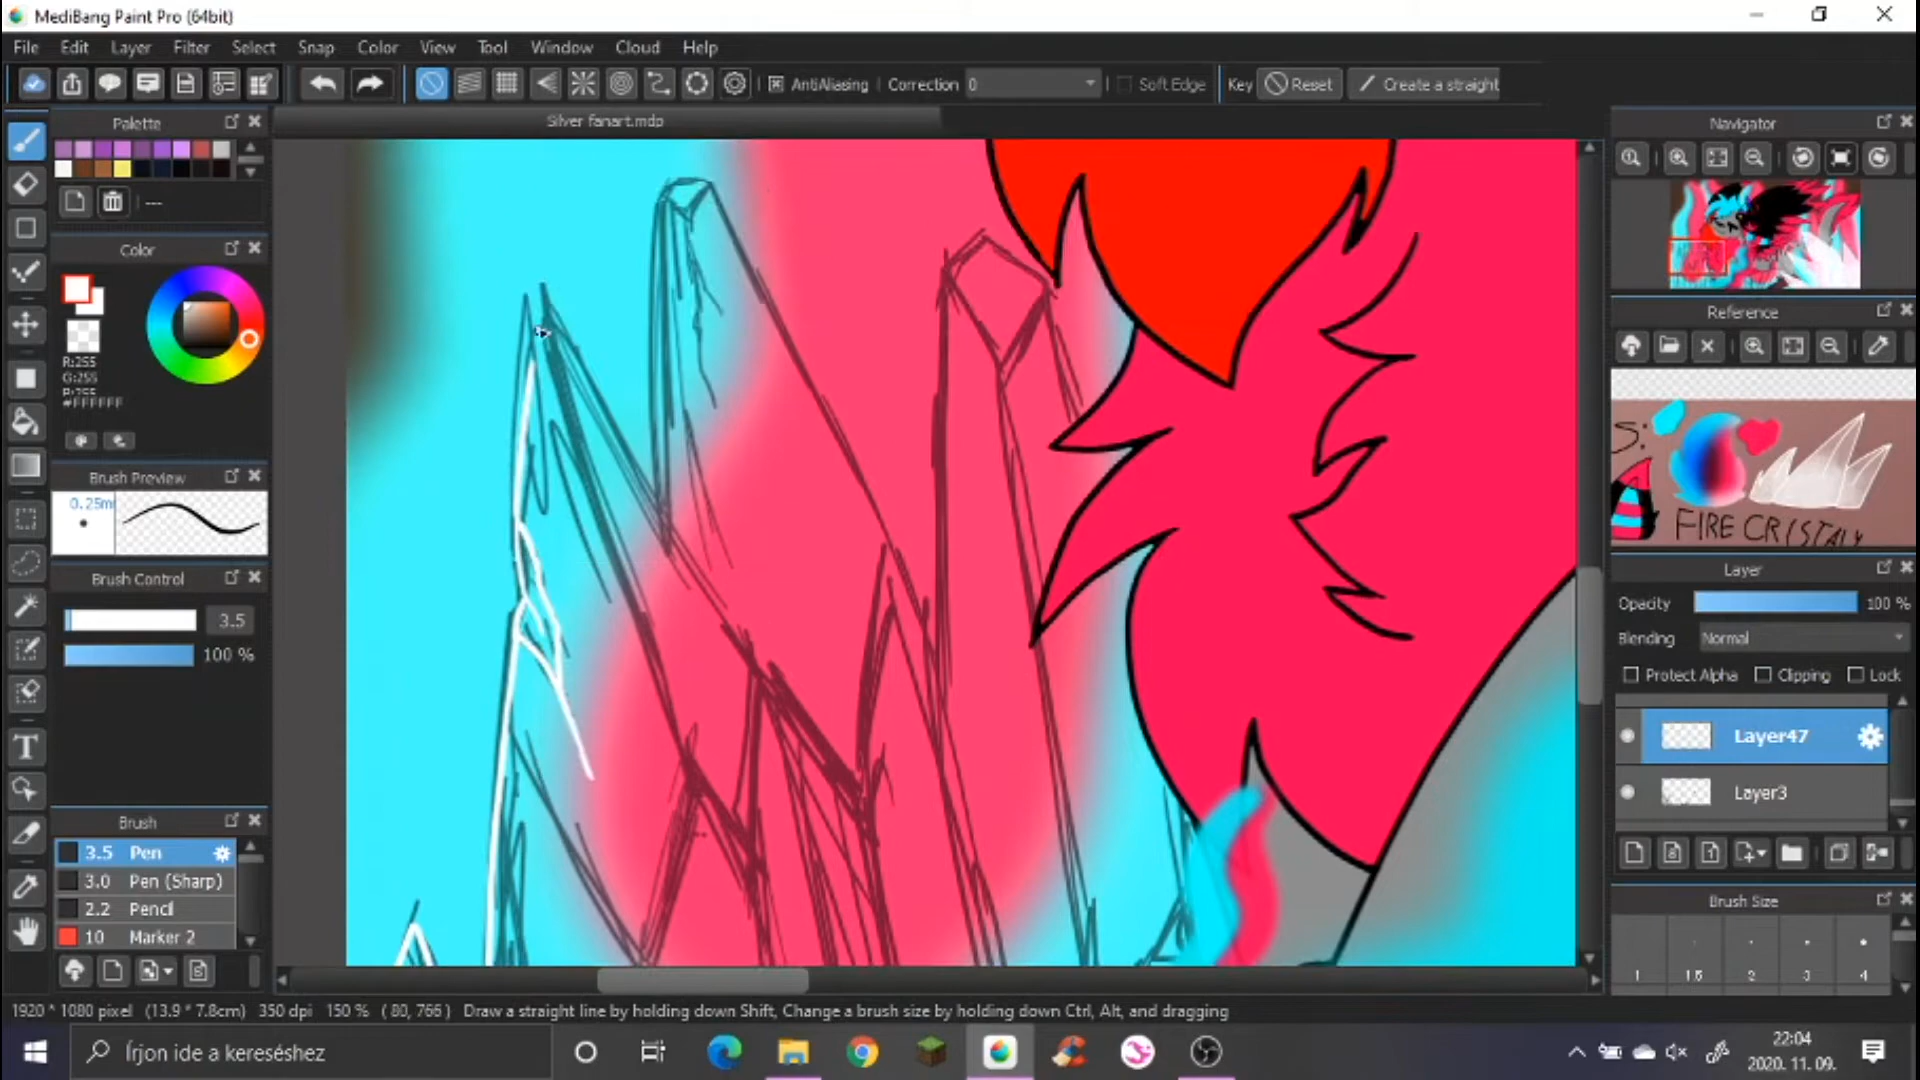 MediBang Paint Pro (64bit)
File Edit Layer Filter Select Snap Color View Tool Window Cloud Help
AntiAliasing Correction 0 Soft Edge Key Reset Create a straight
Silver fanart.mdp
Palette
---
Color
R:255
G:255
#FFFFFF
Brush Preview
0.25m
Brush Control
3.5
100 %
Brush
3.5 Pen
3.0 Pen (Sharp)
2.2 Pencil
10 Marker 2
Navigator
Reference
S:
FIRE CRISTALY
Layer
Opacity 100 %
Blending Normal
Protect Alpha Clipping Lock
Layer47
Layer3
Brush Size
1 1.5 2 3 4
1920 * 1080 pixel (13.9 * 7.8cm) 350 dpi 150 % ( 80, 766 ) Draw a straight line by holding down Shift, Change a brush size by holding down Ctrl, Alt, and dragging
Írjon ide a kereséshez
22:04
2020. 11. 09.